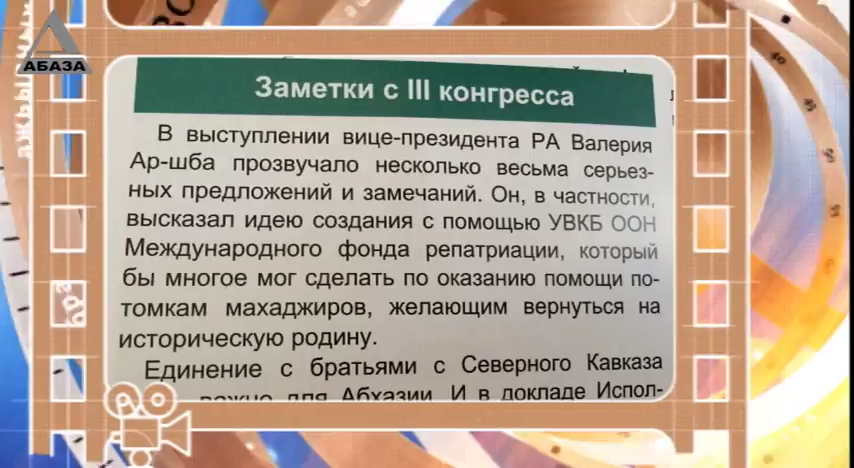 АБАЗА
Заметки с III конгресса
В выступлении вице-президента РА Валерия
Ар-шба прозвучало несколько весьма серьез-
ных предложений и замечаний. Он, в частности,
высказал идею создания с помощью УВКБ ООН
Международного фонда репатриации, который
бы многое мог сделать по оказанию помощи по-
томкам махаджиров, желающим вернуться на
историческую родину.
Единение с братьями с Северного Кавказа
важно для Абхазии. И в докладе Испол-